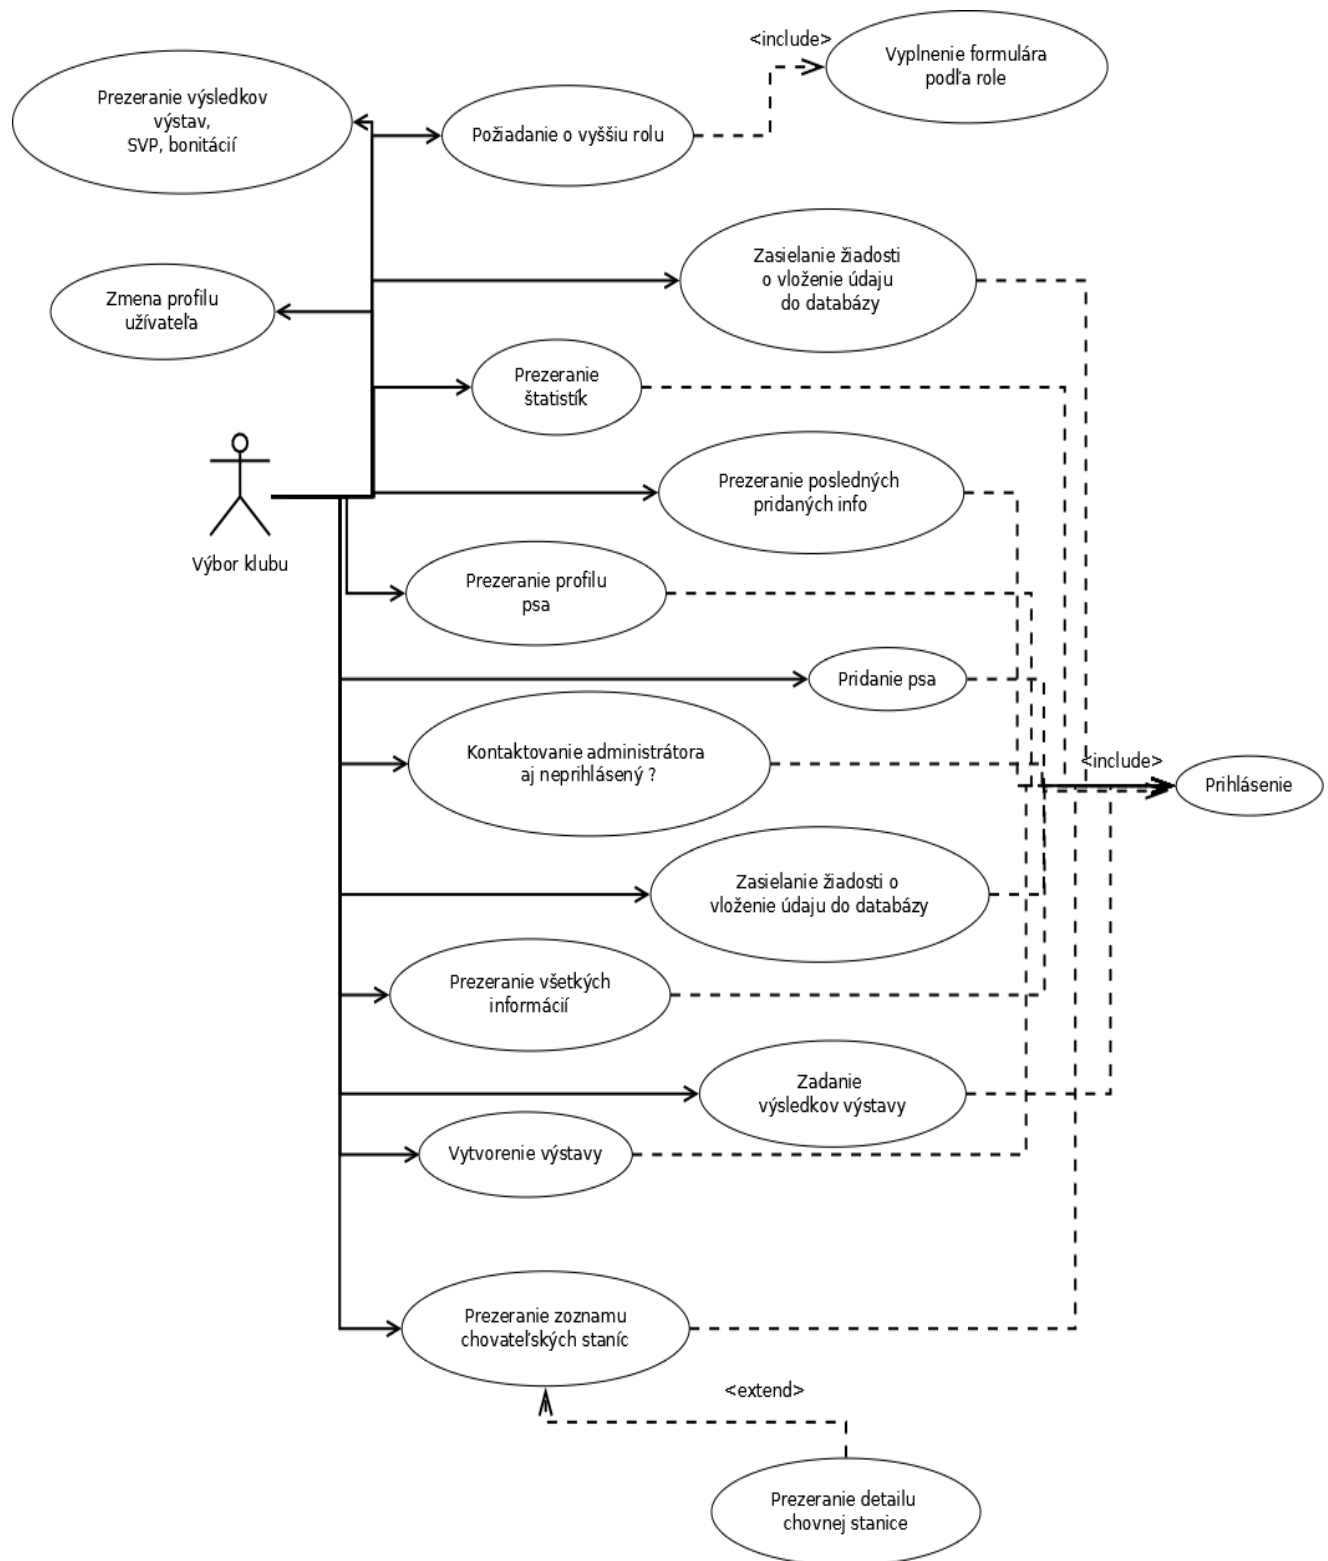 <include>
Vyplnenie formulára
podľa role
Prezeranie výsledkov
výstav,
SVP, bonitácií
Požiadanie o vyššiu rolu
Zasielanie žiadosti
o vloženie údaju
do databázy
Zmena profilu
užívateľa
Prezeranie
štatistík
Prezeranie posledných
pridaných info
Výbor klubu
Prezeranie profilu
psa
Pridanie psa
Kontaktovanie administrátora
aj neprihlásený ?
<include>
Prihlásenie
Zasielanie žiadosti o
vloženie údaju do databázy
Prezeranie všetkých
informácií
Zadanie
výsledkov výstavy
Vytvorenie výstavy
Prezeranie zoznamu
chovateľských staníc
<extend>
Prezeranie detailu
chovnej stanice